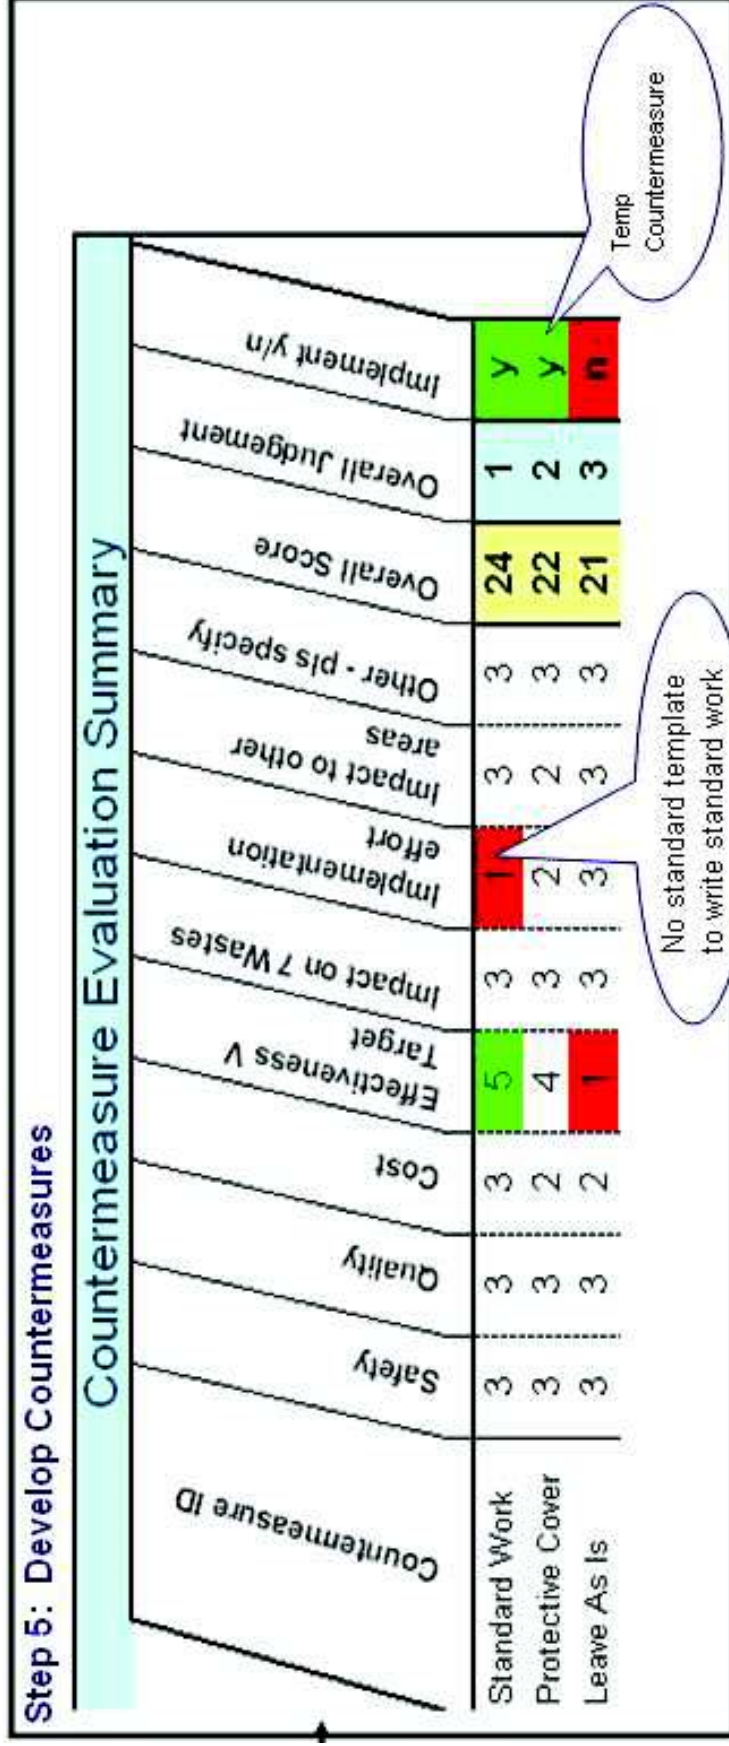 Step 5: Develop Countermeasures
Countermeasure Evaluation Summary
Countermeasure ID
Safety
Quality
Cost
Effectiveness V
Target
Impact on 7 Wastes
Implementation
effort
Impact to other
areas
Other - pls specify
Overall Score
Overall Judgement
Implement y/n
Standard Work 3 3 3 5 3 1 3 3 24 1 y
Protective Cover 3 3 2 4 3 2 2 3 22 2 y
Leave As Is 3 3 2 1 3 3 3 3 21 3 n
Temp
Countermeasure
No standard template
to write standard work